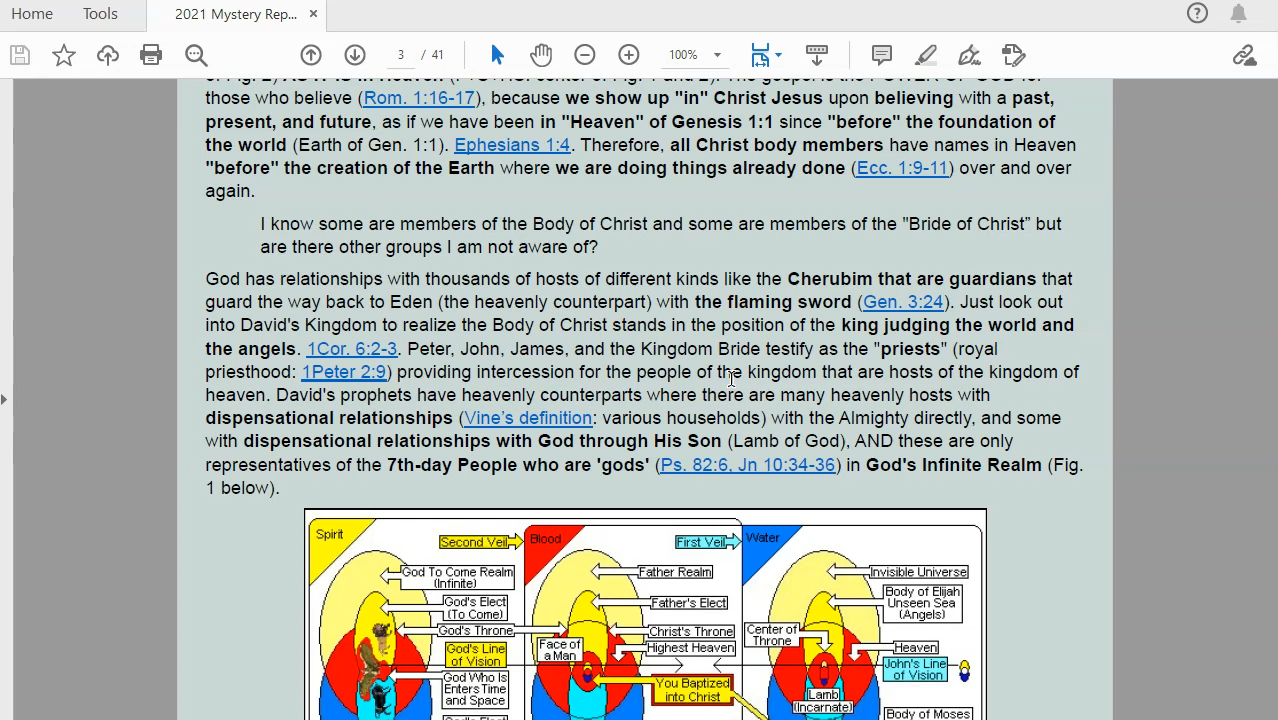 Home Tools 2021 Mystery Rep... ×
3 / 41 100%
those who believe (Rom. 1:16-17), because we show up "in" Christ Jesus upon believing with a past,
present, and future, as if we have been in "Heaven" of Genesis 1:1 since "before" the foundation of
the world (Earth of Gen. 1:1). Ephesians 1:4. Therefore, all Christ body members have names in Heaven
"before" the creation of the Earth where we are doing things already done (Ecc. 1:9-11) over and over
again.
I know some are members of the Body of Christ and some are members of the "Bride of Christ” but
are there other groups I am not aware of?
God has relationships with thousands of hosts of different kinds like the Cherubim that are guardians that
guard the way back to Eden (the heavenly counterpart) with the flaming sword (Gen. 3:24). Just look out
into David's Kingdom to realize the Body of Christ stands in the position of the king judging the world and
the angels. 1Cor. 6:2-3. Peter, John, James, and the Kingdom Bride testify as the "priests" (royal
priesthood: 1Peter 2:9) providing intercession for the people of the kingdom that are hosts of the kingdom of
heaven. David's prophets have heavenly counterparts where there are many heavenly hosts with
dispensational relationships (Vine’s definition: various households) with the Almighty directly, and some
with dispensational relationships with God through His Son (Lamb of God), AND these are only
representatives of the 7th-day People who are 'gods' (Ps. 82:6, Jn 10:34-36) in God's Infinite Realm (Fig.
1 below).
Spirit
Second Veil
Blood
First Veil
Water
God To Come Realm
(Infinite)
Father Realm
Invisible Universe
God's Elect
(To Come)
Father's Elect
Body of Elijah
Unseen Sea
(Angels)
God's Throne
Christ's Throne
Center of
Throne
Face of
a Man
Highest Heaven
Heaven
God's Line
of Vision
John's Line
of Vision
God Who Is
Enters Time
and Space
You Baptized
into Christ
Lamb
(Incarnate)
Body of Moses